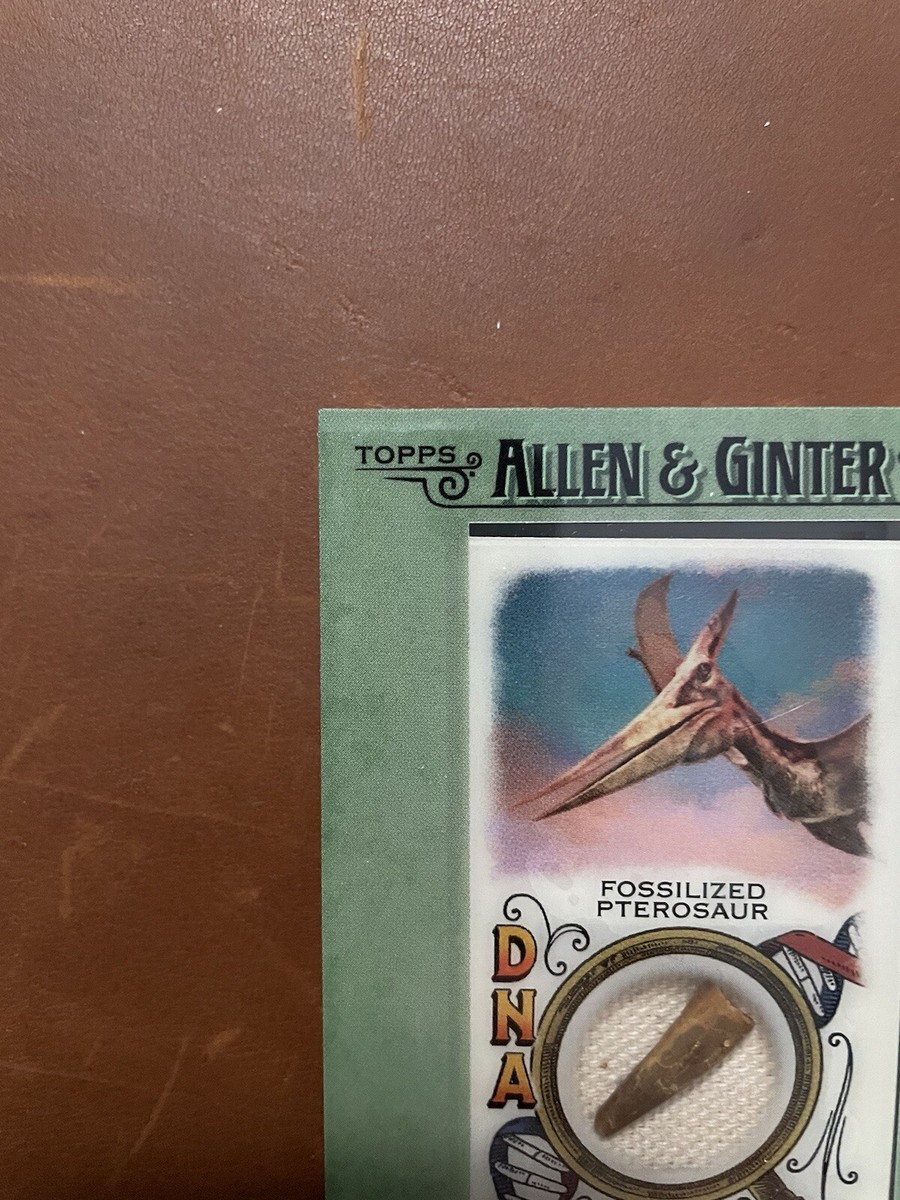 TOPPS
ALLEN & GINTER
FOSSILIZED
PTEROSAUR
DNA